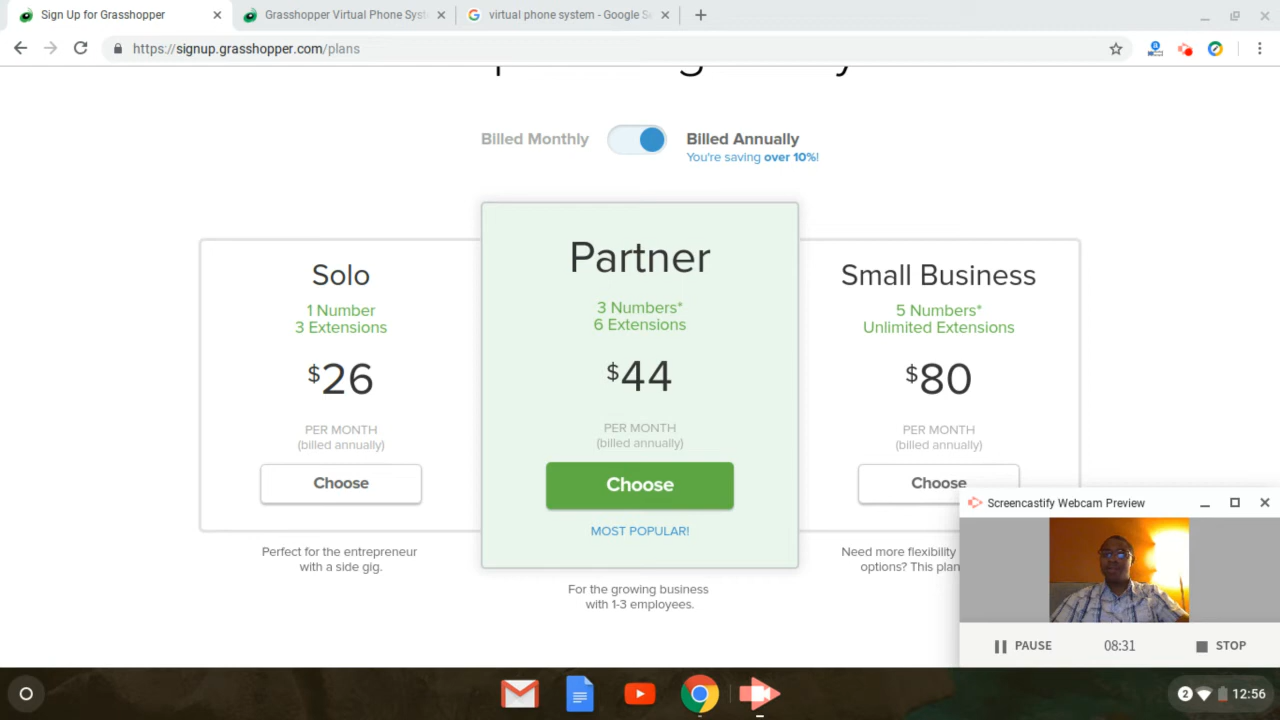 Sign Up for Grasshopper
Grasshopper Virtual Phone Syst
virtual phone system - Google Se
https://signup.grasshopper.com/plans
Billed Monthly
Billed Annually
You're saving over 10%!
Solo
1 Number
3 Extensions
$26
PER MONTH
(billed annually)
Choose
Perfect for the entrepreneur
with a side gig.
Partner
3 Numbers*
6 Extensions
$44
PER MONTH
(billed annually)
Choose
MOST POPULAR!
For the growing business
with 1-3 employees.
Small Business
5 Numbers*
Unlimited Extensions
$80
PER MONTH
(billed annually)
Choose
Need more flexibility
options? This plan
Screencastify Webcam Preview
PAUSE
08:31
STOP
2
12:56